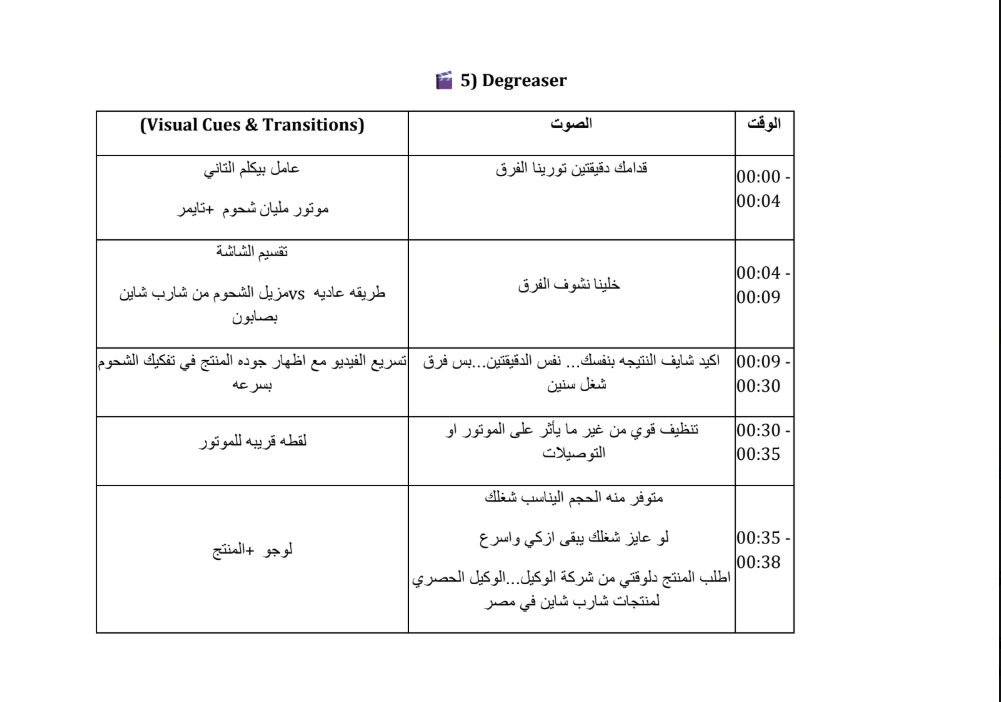 🎬 5) Degreaser
الوقت
الصوت
(Visual Cues & Transitions)
00:00 -
00:04
قدامك دقيقتين تورينا الفرق
عامل بيكلم التاني
موتور مليان شحوم +تايمر
00:04 -
00:09
خلينا نشوف الفرق
تقسيم الشاشة
طريقه عاديه vsمزيل الشحوم من شارب شاين
بصابون
00:09 -
00:30
اكيد شايف النتيجه بنفسك... نفس الدقيقتين...بس فرق
شغل سنين
تسريع الفيديو مع اظهار جوده المنتج في تفكيك الشحوم
بسرعه
00:30 -
00:35
تنظيف قوي من غير ما يأثر على الموتور او
التوصيلات
لقطه قريبه للموتور
00:35 -
00:38
متوفر منه الحجم اليناسب شغلك
لو عايز شغلك يبقى ازكي واسرع
اطلب المنتج دلوقتي من شركة الوكيل...الوكيل الحصري
لمنتجات شارب شاين في مصر
لوجو +المنتج